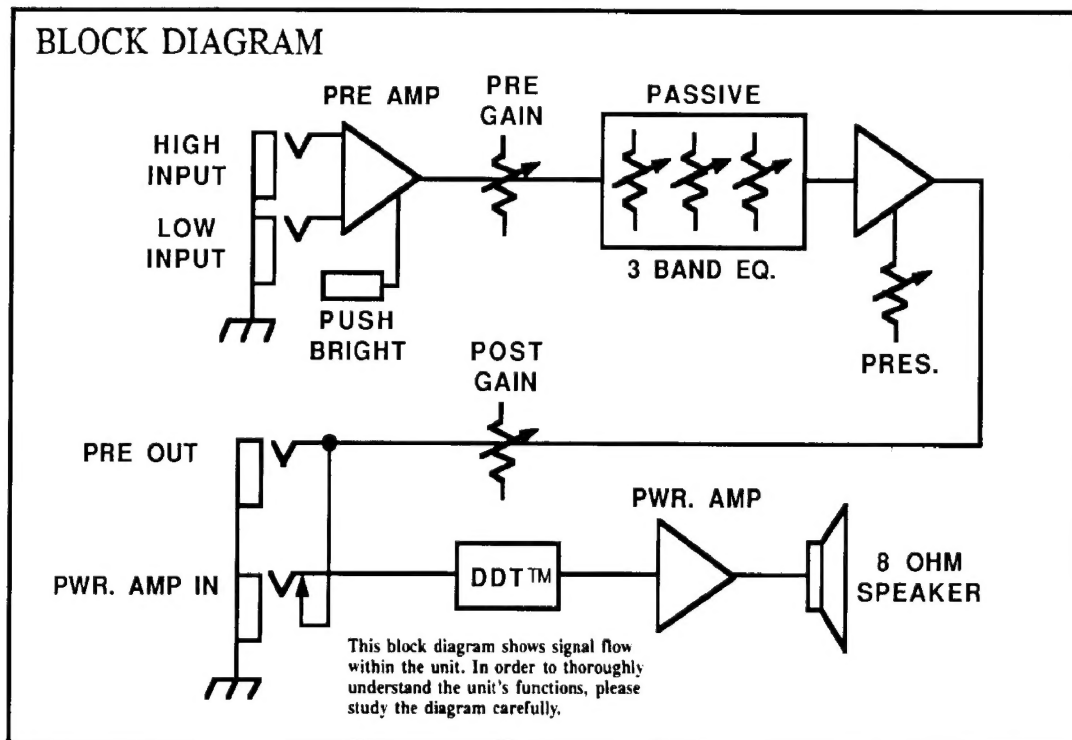 BLOCK DIAGRAM
PRE AMP
PRE
GAIN
PASSIVE
HIGH
INPUT
LOW
INPUT
3 BAND EQ.
PUSH
BRIGHT
POST
GAIN
PRES.
PRE OUT
PWR. AMP
PWR. AMP IN
DDT™
8 OHM
SPEAKER
This block diagram shows signal flow
within the unit. In order to thoroughly
understand the unit's functions, please
study the diagram carefully.